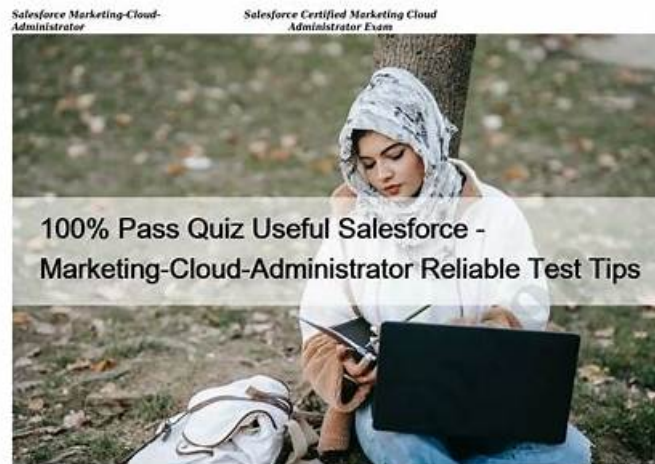 Salesforce Marketing-Cloud-
Administrator
Salesforce Certified Marketing Cloud
Administrator Exam
100% Pass Quiz Useful Salesforce -
Marketing-Cloud-Administrator Reliable Test Tips